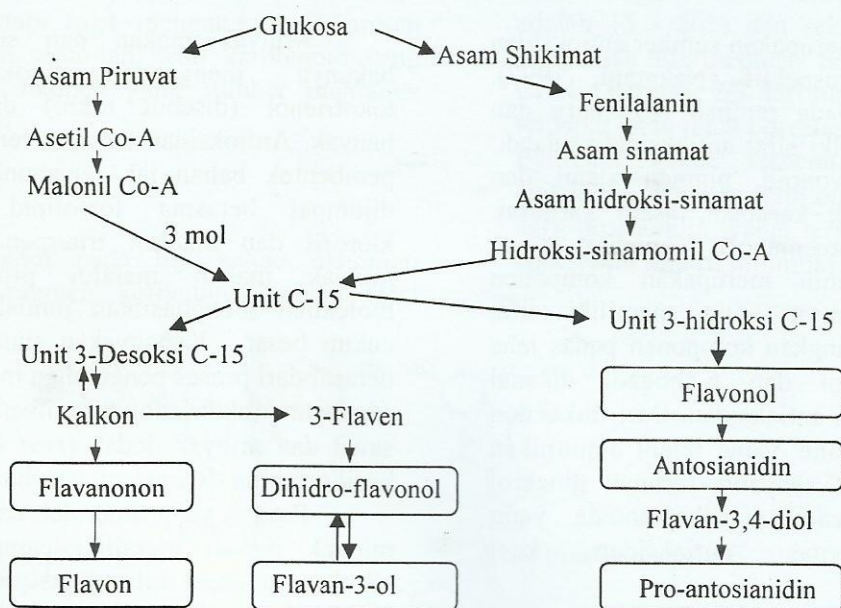 Glukosa
Asam Piruvat
Asam Shikimat
Fenilalanin
Asetil Co-A
Asam sinamat
Malonil Co-A
Asam hidroksi-sinamat
3 mol
Hidroksi-sinamomil Co-A
Unit C-15
Unit 3-hidroksi C-15
Unit 3-Desoksi C-15
Flavonol
Kalkon
3-Flaven
Antosianidin
Flavanonon
Dihidro-flavonol
Flavan-3,4-diol
Flavon
Flavan-3-ol
Pro-antosianidin